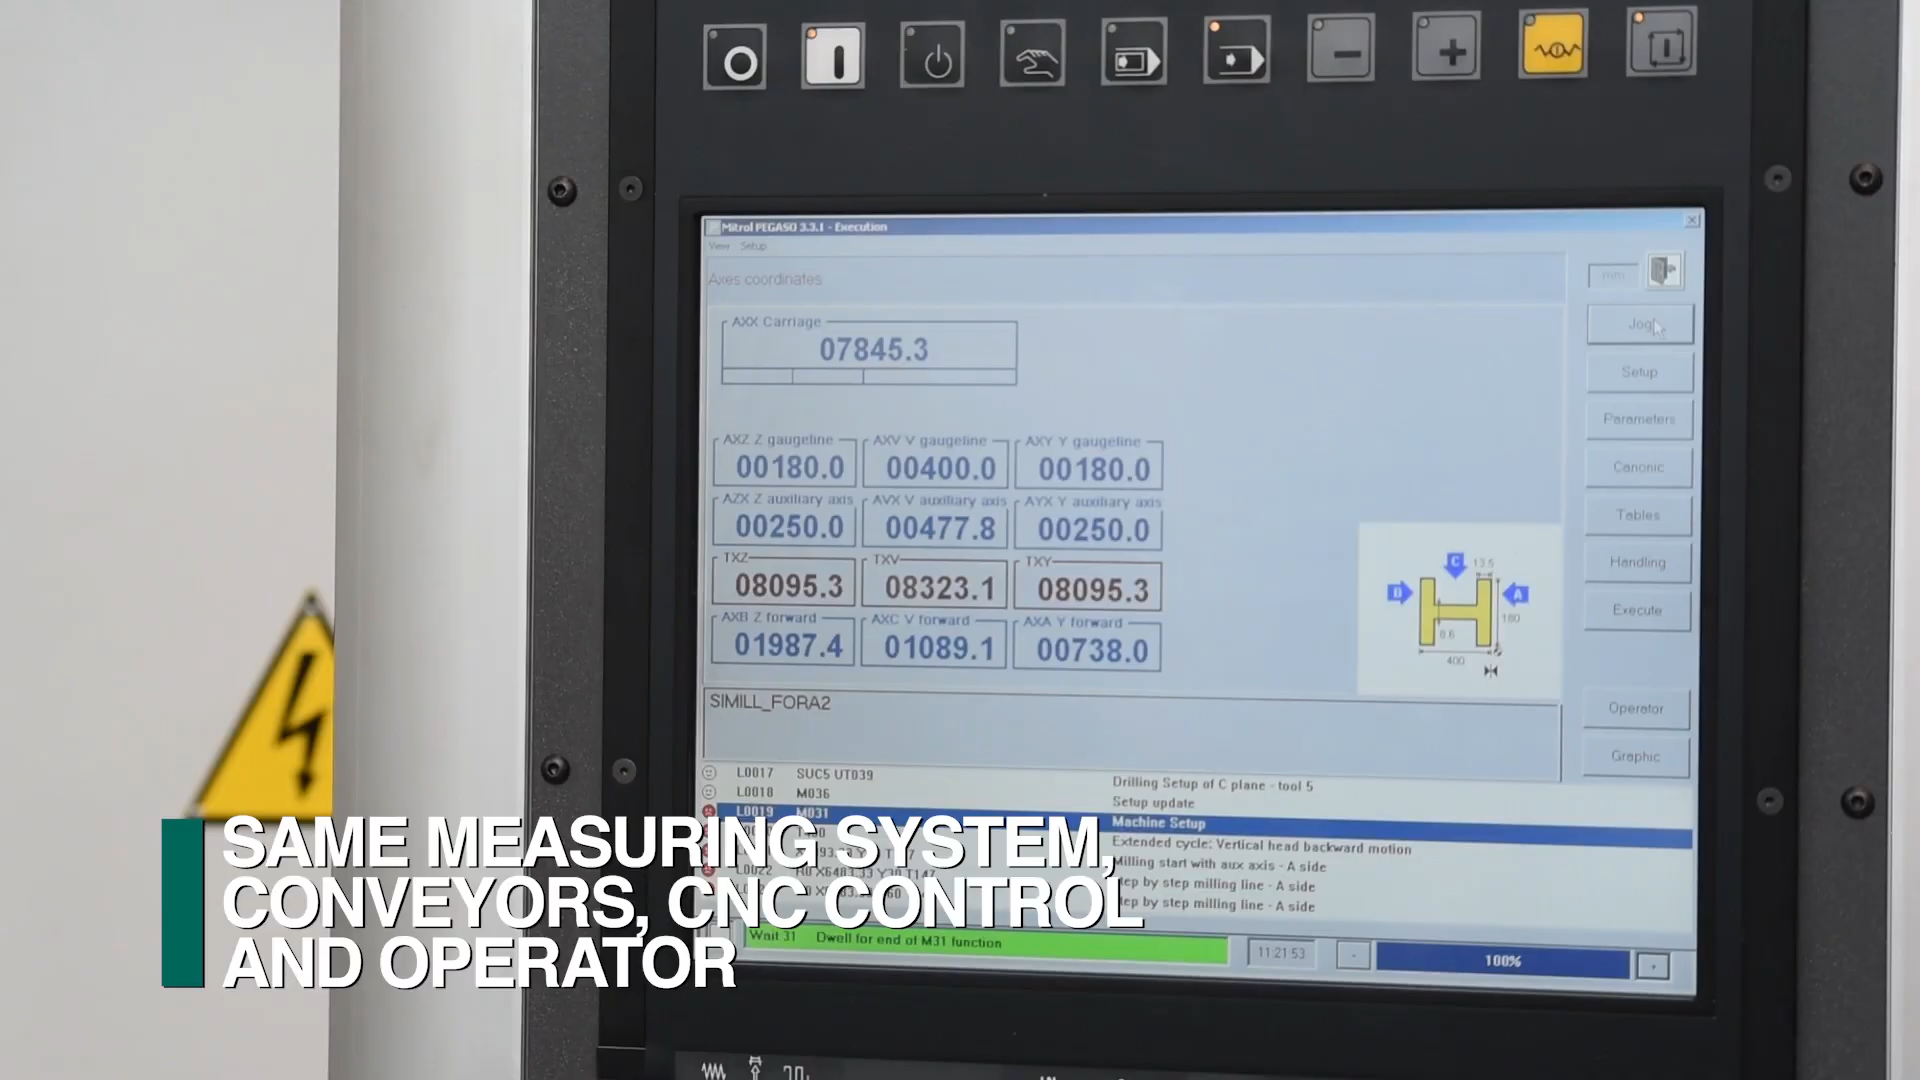 Mitrol PEGASO 3.3.1 - Execution
View Setup
Axes coordinates
mm
AXX Carriage
07845.3
AXZ Z gaugeline AXV V gaugeline AXY Y gaugeline
00180.0 00400.0 00180.0
AZX Z auxiliary axis AVX V auxiliary axis AYX Y auxiliary axis
00250.0 00477.8 00250.0
TXZ TXV TXY
08095.3 08323.1 08095.3
AXB Z forward AXC V forward AXA Y forward
01987.4 01089.1 00738.0
C 13.5
B A
180
8.6
400
Jog
Setup
Parameters
Canonic
Tables
Handling
Execute
Operator
Graphic
SIMILL_FORA2
L0017 SUC5 UT039 Drilling Setup of C plane - tool 5
L0018 M036 Setup update
L0019 M031 Machine Setup
Extended cycle: Vertical head backward motion
Milling start with aux axis - A side
L0022 step by step milling line - A side
step by step milling line - A side
Wait 31 Dwell for end of M31 function
11:21:53
- 100% +
SAME MEASURING SYSTEM,
CONVEYORS, CNC CONTROL
AND OPERATOR